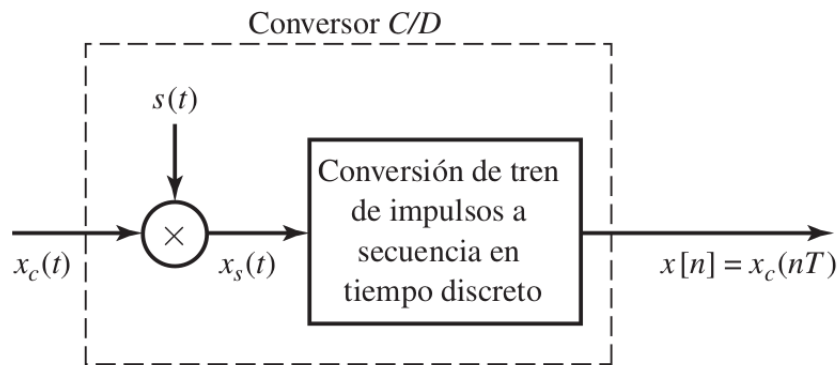 Conversor C/D
s(t)
×
x_c(t)
x_s(t)
Conversión de tren
de impulsos a
secuencia en
tiempo discreto
x[n] = x_c(nT)